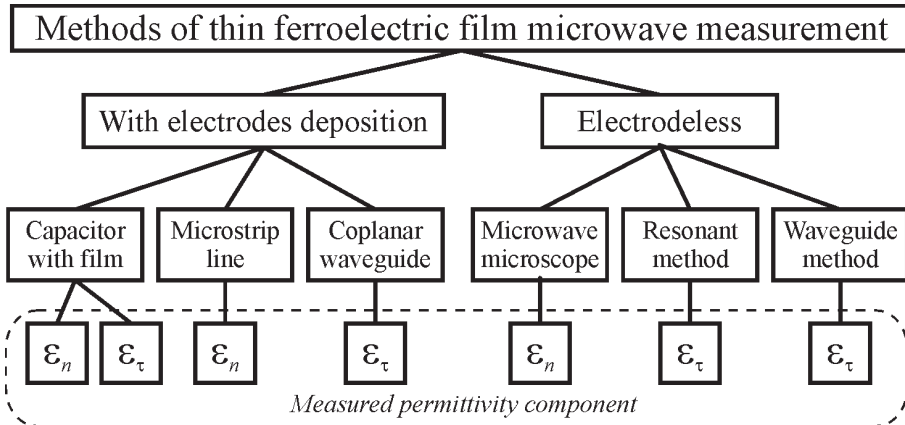 Methods of thin ferroelectric film microwave measurement
With electrodes deposition
Electrodeless
Capacitor
with film
Microstrip
line
Coplanar
waveguide
Microwave
microscope
Resonant
method
Waveguide
method
εn
ετ
εn
ετ
εn
ετ
ετ
Measured permittivity component